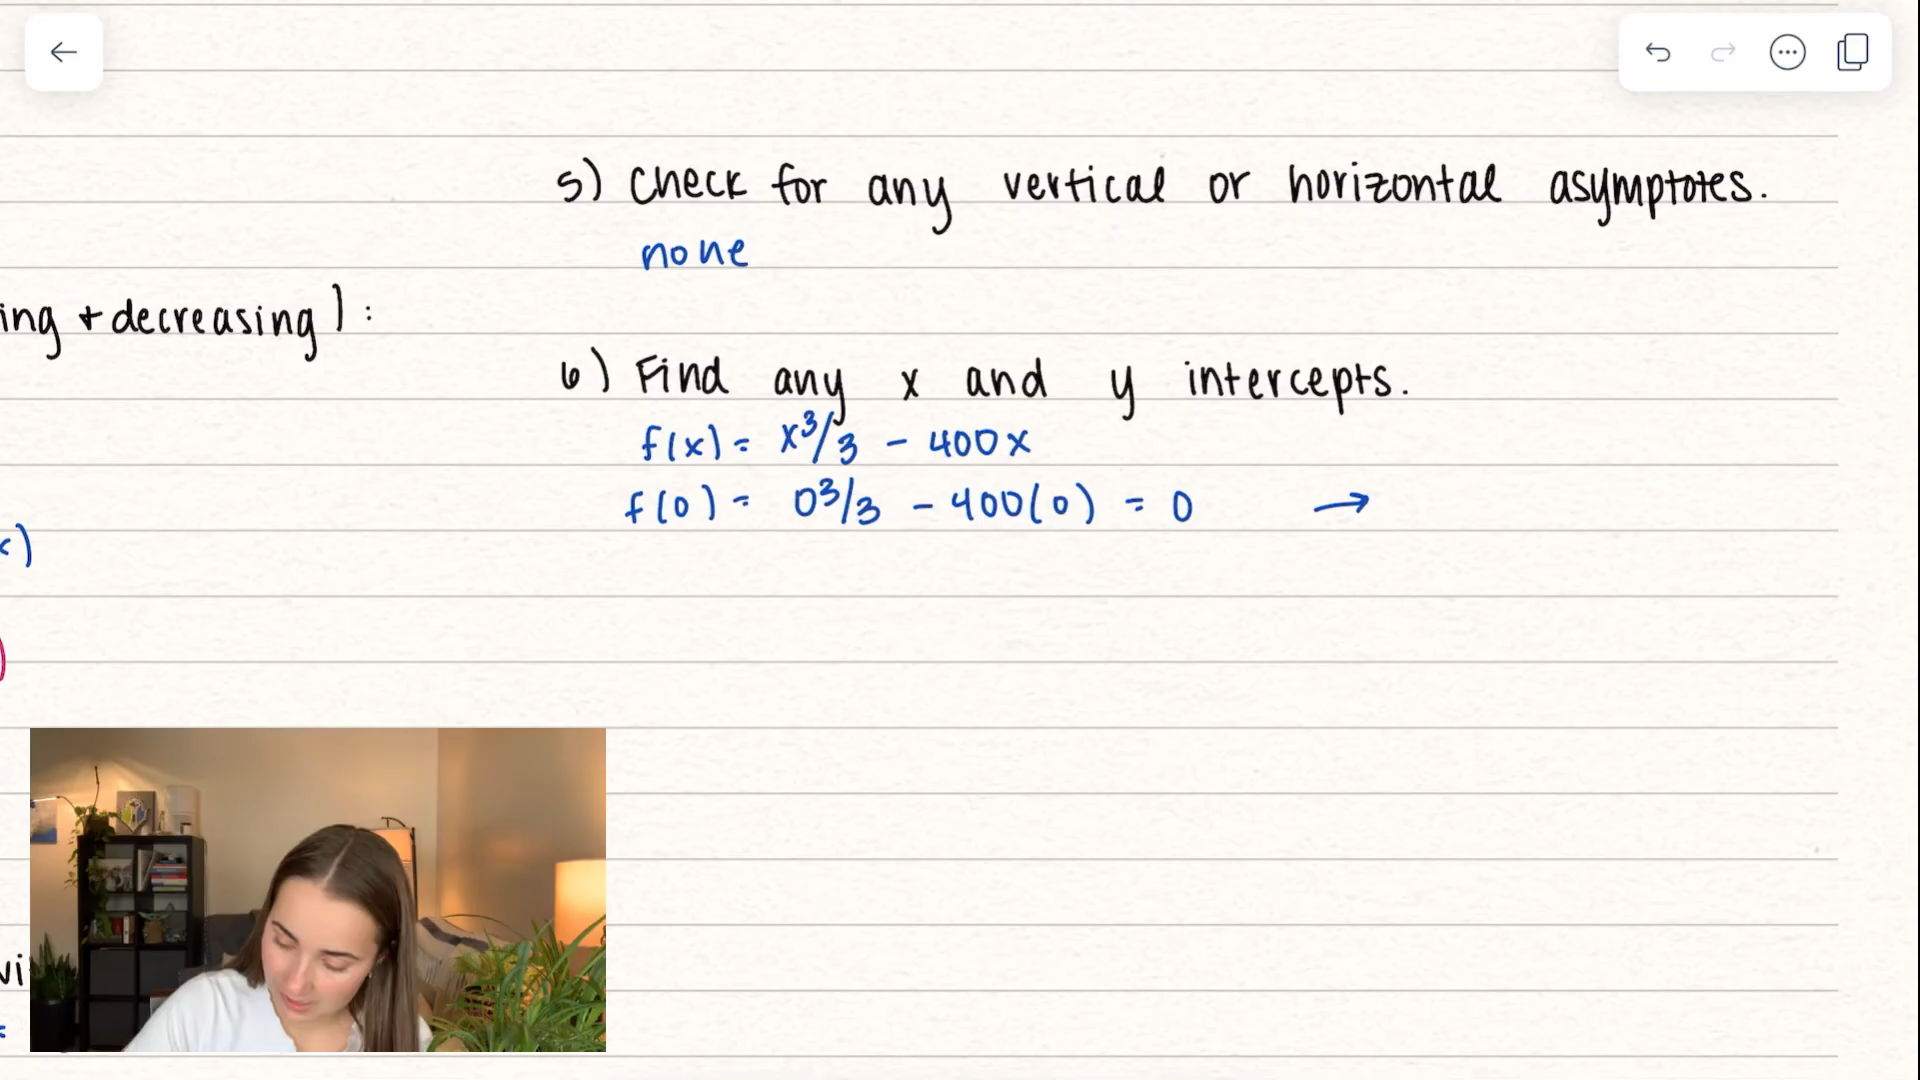 5) Check for any vertical or horizontal asymptotes.
none
ing + decreasing ) :
6) Find any x and y intercepts.
f(x) = x³/3 - 400x
f(0) = 0³/3 - 400(0) = 0 →
x)
)
vi
=